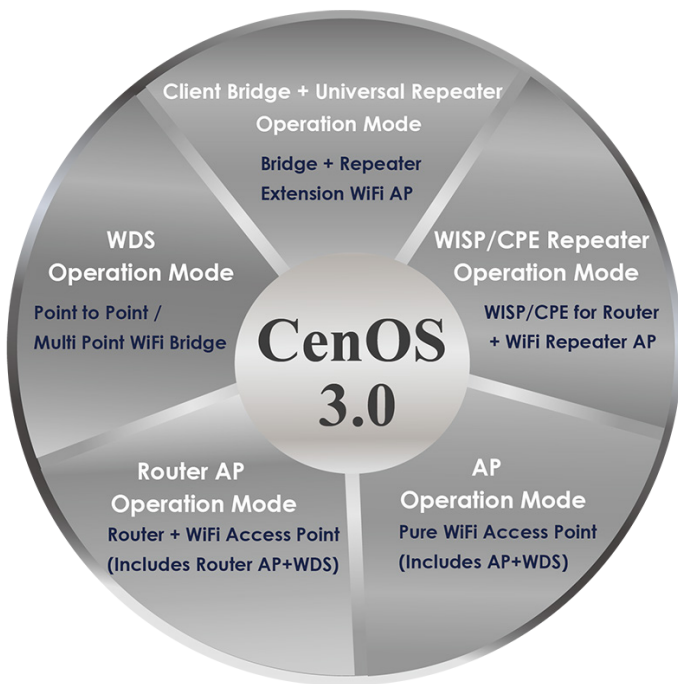 Client Bridge + Universal Repeater
Operation Mode
Bridge + Repeater
Extension WiFi AP
WISP/CPE Repeater
Operation Mode
WISP/CPE for Router
+ WiFi Repeater AP
AP
Operation Mode
Pure WiFi Access Point
(Includes AP+WDS)
Router AP
Operation Mode
Router + WiFi Access Point
(Includes Router AP+WDS)
WDS
Operation Mode
Point to Point /
Multi Point WiFi Bridge
CenOS
3.0